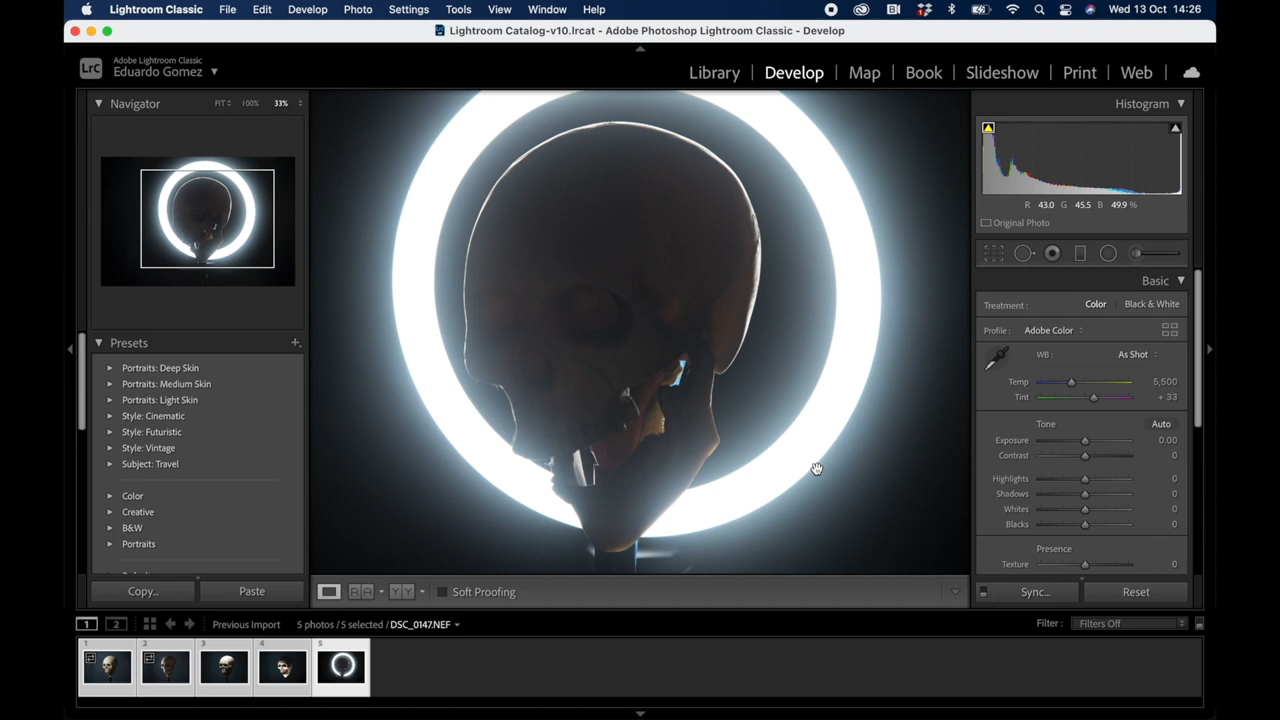 Lightroom Classic File Edit Develop Photo Settings Tools View Window Help Wed 13 Oct 14:26
Lightroom Catalog-v10.lrcat - Adobe Photoshop Lightroom Classic - Develop
LrC
Adobe Lightroom Classic
Eduardo Gomez
Library | Develop | Map | Book | Slideshow | Print | Web
Navigator FIT 100% 33%
Histogram
R 43.0 G 45.5 B 49.9 %
Original Photo
Basic
Treatment : Color Black & White
Profile : Adobe Color
WB : As Shot
Temp 5,500
Tint + 33
Tone Auto
Exposure 0.00
Contrast 0
Highlights 0
Shadows 0
Whites 0
Blacks 0
Presence
Texture 0
Presets
Portraits: Deep Skin
Portraits: Medium Skin
Portraits: Light Skin
Style: Cinematic
Style: Futuristic
Style: Vintage
Subject: Travel
Color
Creative
B&W
Portraits
Copy... Paste
R A Y Y Soft Proofing
Sync... Reset
1 2 Previous Import 5 photos / 5 selected / DSC_0147.NEF Filter : Filters Off
1 2 3 4 5